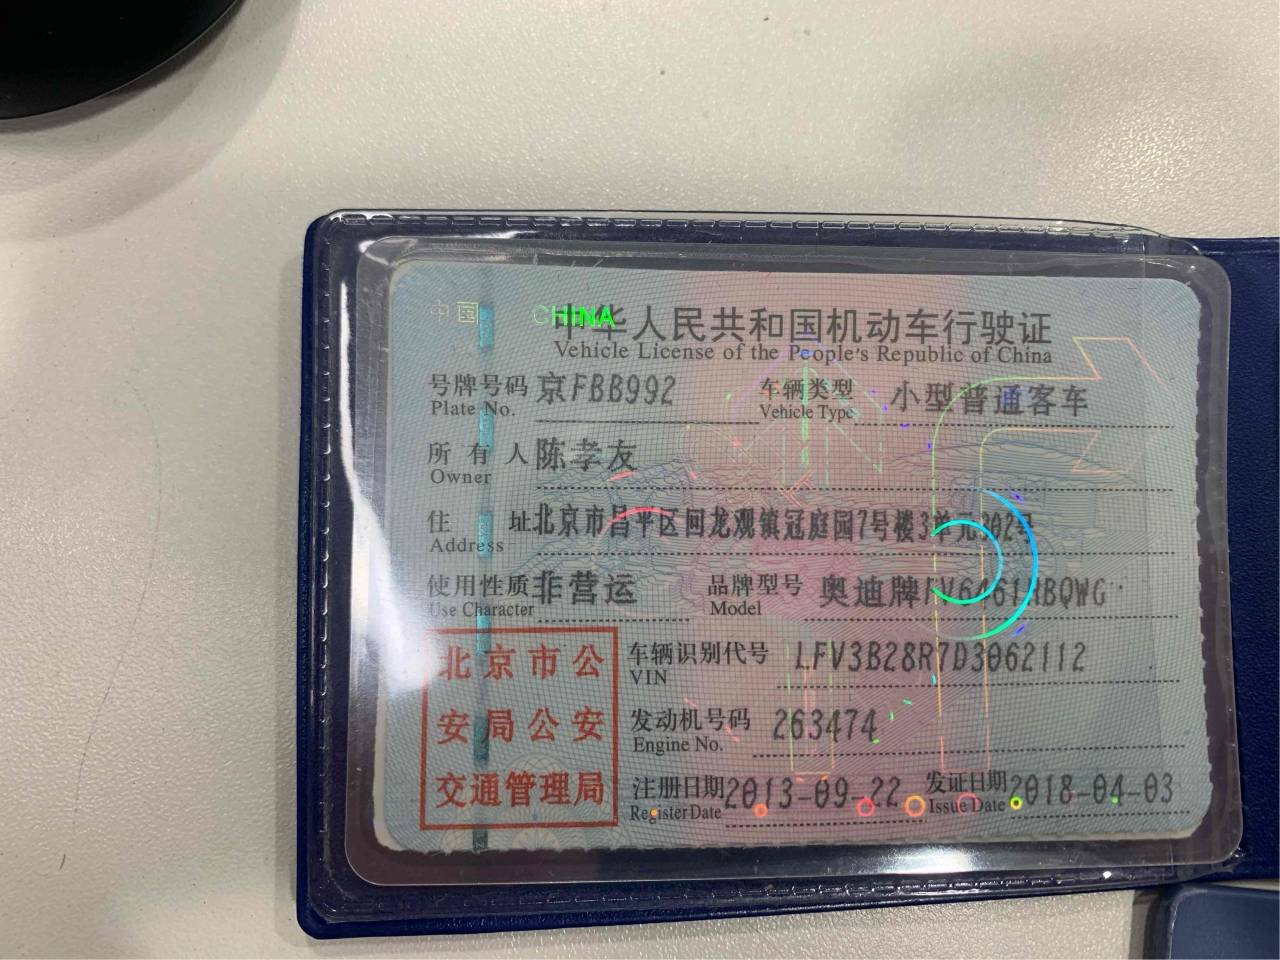 中国 CHINA
中华人民共和国机动车行驶证
Vehicle License of the People's Republic of China
号牌号码 京FBB992 车辆类型 小型普通客车
Plate No. Vehicle Type
所有人 陈孝友
Owner
住址 北京市昌平区回龙观镇冠庭园7号楼3单元202号
Address
使用性质 非营运 品牌型号 奥迪牌
Use Character Model
北京市公 车辆识别代号 LFV3B28R7D3062112
VIN
安局公安 发动机号码 263474
Engine No.
交通管理局 注册日期 2013-09-22 发证日期 2018-04-03
Register Date Issue Date